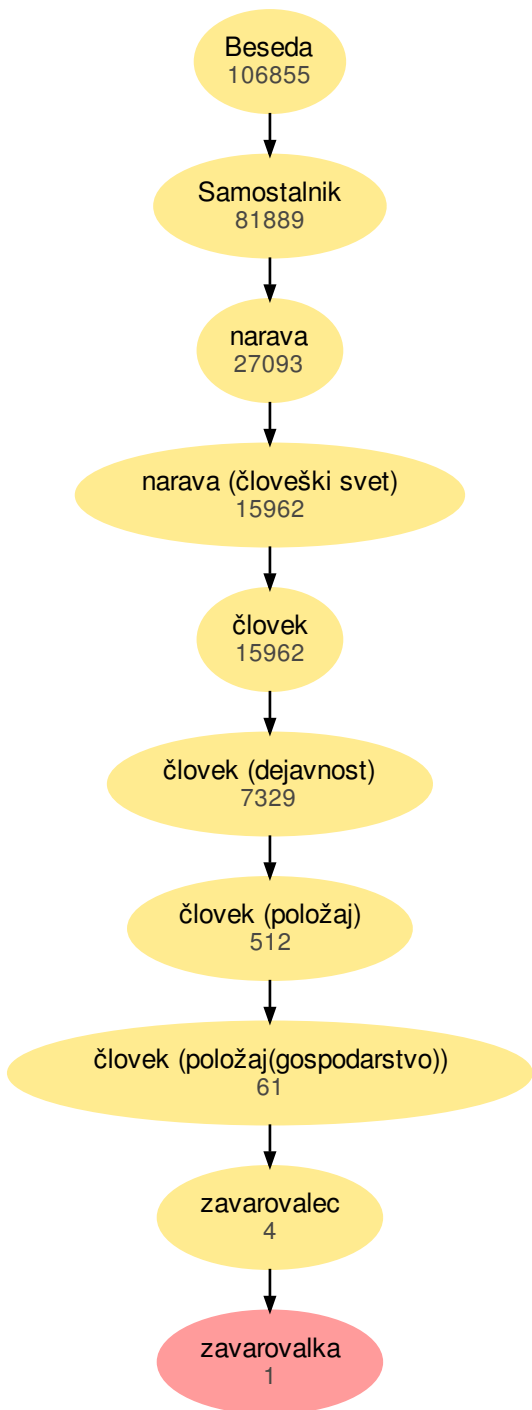 Beseda
106855
Samostalnik
81889
narava
27093
narava (človeški svet)
15962
človek
15962
človek (dejavnost)
7329
človek (položaj)
512
človek (položaj(gospodarstvo))
61
zavarovalec
4
zavarovalka
1